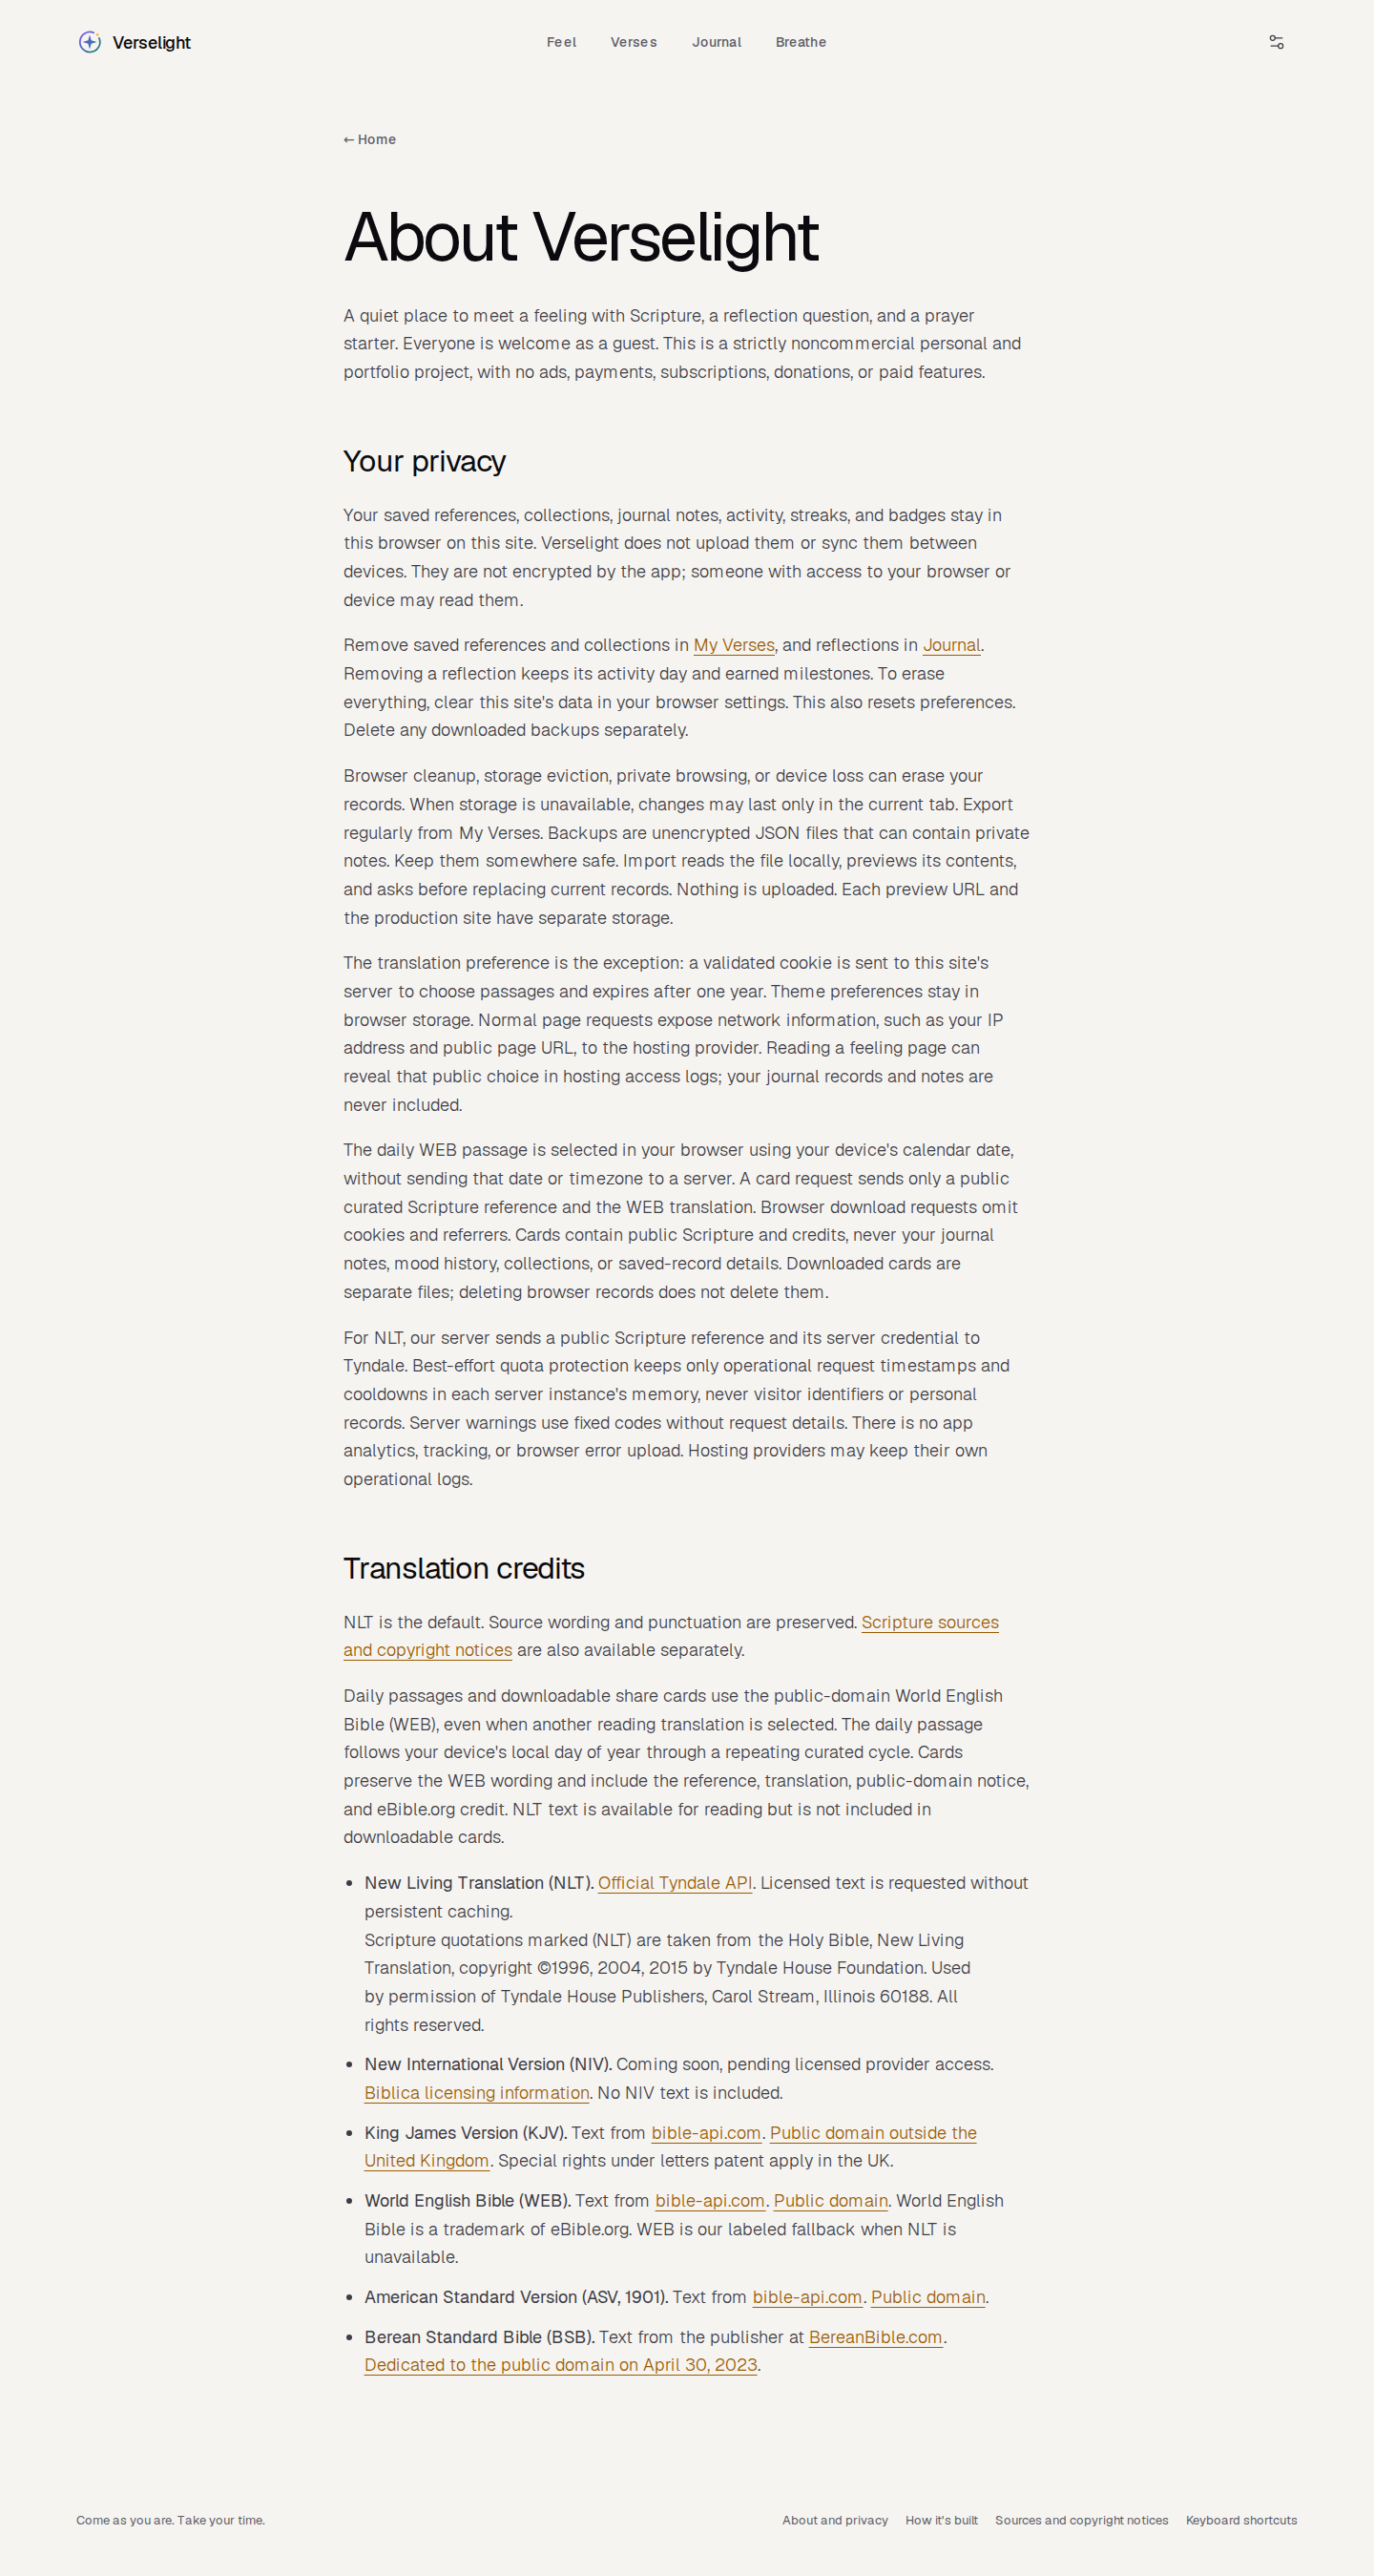 Verselight
Feel Verses Journal Breathe
← Home
About Verselight
A quiet place to meet a feeling with Scripture, a reflection question, and a prayer
starter. Everyone is welcome as a guest. This is a strictly noncommercial personal and
portfolio project, with no ads, payments, subscriptions, donations, or paid features.
Your privacy
Your saved references, collections, journal notes, activity, streaks, and badges stay in
this browser on this site. Verselight does not upload them or sync them between
devices. They are not encrypted by the app; someone with access to your browser or
device may read them.
Remove saved references and collections in My Verses, and reflections in Journal.
Removing a reflection keeps its activity day and earned milestones. To erase
everything, clear this site's data in your browser settings. This also resets preferences.
Delete any downloaded backups separately.
Browser cleanup, storage eviction, private browsing, or device loss can erase your
records. When storage is unavailable, changes may last only in the current tab. Export
regularly from My Verses. Backups are unencrypted JSON files that can contain private
notes. Keep them somewhere safe. Import reads the file locally, previews its contents,
and asks before replacing current records. Nothing is uploaded. Each preview URL and
the production site have separate storage.
The translation preference is the exception: a validated cookie is sent to this site's
server to choose passages and expires after one year. Theme preferences stay in
browser storage. Normal page requests expose network information, such as your IP
address and public page URL, to the hosting provider. Reading a feeling page can
reveal that public choice in hosting access logs; your journal records and notes are
never included.
The daily WEB passage is selected in your browser using your device's calendar date,
without sending that date or timezone to a server. A card request sends only a public
curated Scripture reference and the WEB translation. Browser download requests omit
cookies and referrers. Cards contain public Scripture and credits, never your journal
notes, mood history, collections, or saved-record details. Downloaded cards are
separate files; deleting browser records does not delete them.
For NLT, our server sends a public Scripture reference and its server credential to
Tyndale. Best-effort quota protection keeps only operational request timestamps and
cooldowns in each server instance's memory, never visitor identifiers or personal
records. Server warnings use fixed codes without request details. There is no app
analytics, tracking, or browser error upload. Hosting providers may keep their own
operational logs.
Translation credits
NLT is the default. Source wording and punctuation are preserved. Scripture sources
and copyright notices are also available separately.
Daily passages and downloadable share cards use the public-domain World English
Bible (WEB), even when another reading translation is selected. The daily passage
follows your device's local day of year through a repeating curated cycle. Cards
preserve the WEB wording and include the reference, translation, public-domain notice,
and eBible.org credit. NLT text is available for reading but is not included in
downloadable cards.
• New Living Translation (NLT). Official Tyndale API. Licensed text is requested without
persistent caching.
Scripture quotations marked (NLT) are taken from the Holy Bible, New Living
Translation, copyright ©1996, 2004, 2015 by Tyndale House Foundation. Used
by permission of Tyndale House Publishers, Carol Stream, Illinois 60188. All
rights reserved.
• New International Version (NIV). Coming soon, pending licensed provider access.
Biblica licensing information. No NIV text is included.
• King James Version (KJV). Text from bible-api.com. Public domain outside the
United Kingdom. Special rights under letters patent apply in the UK.
• World English Bible (WEB). Text from bible-api.com. Public domain. World English
Bible is a trademark of eBible.org. WEB is our labeled fallback when NLT is
unavailable.
• American Standard Version (ASV, 1901). Text from bible-api.com. Public domain.
• Berean Standard Bible (BSB). Text from the publisher at BereanBible.com.
Dedicated to the public domain on April 30, 2023.
Come as you are. Take your time.
About and privacy How it's built Sources and copyright notices Keyboard shortcuts